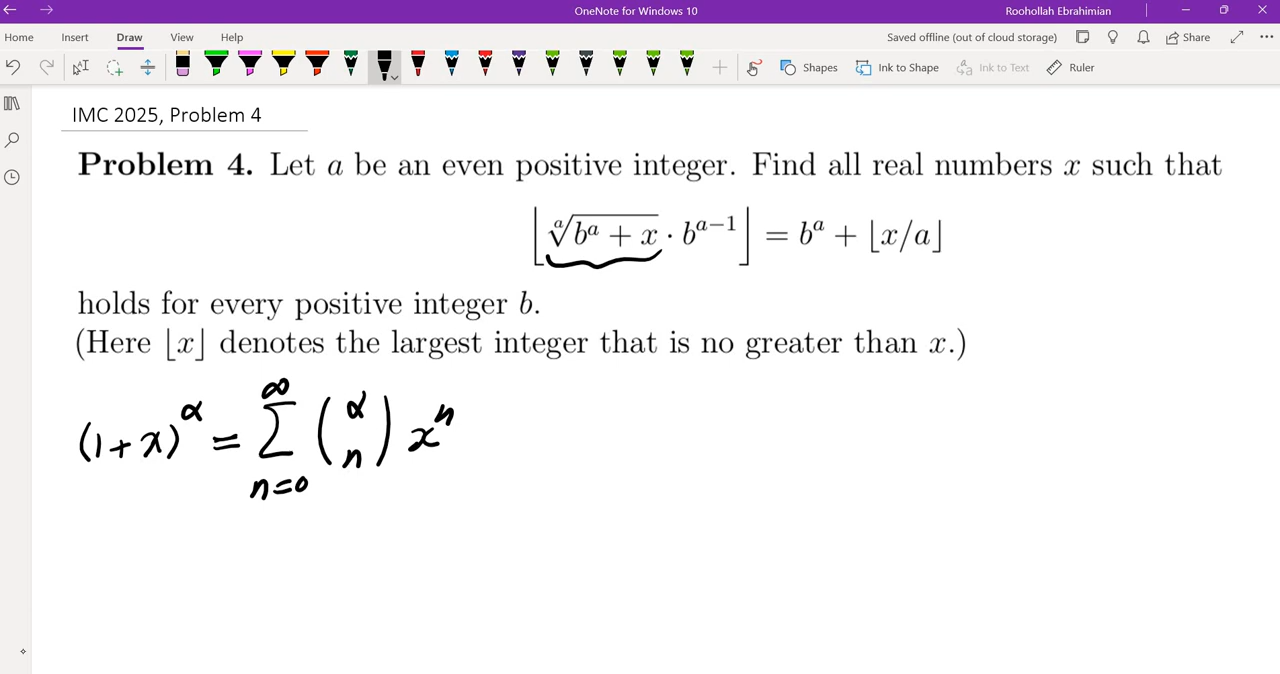 OneNote for Windows 10
Roohollah Ebrahimian
Home Insert Draw View Help
Saved offline (out of cloud storage)
Share
Shapes
Ink to Shape
Ink to Text
Ruler
IMC 2025, Problem 4
Problem 4. Let a be an even positive integer. Find all real numbers x such that
⌊ᵃ√(bᵃ + x) · bᵃ⁻¹⌋ = bᵃ + ⌊x/a⌋
holds for every positive integer b.
(Here ⌊x⌋ denotes the largest integer that is no greater than x.)
(1+x)^α = ∑_{n=0}^{∞} (α n) xⁿ